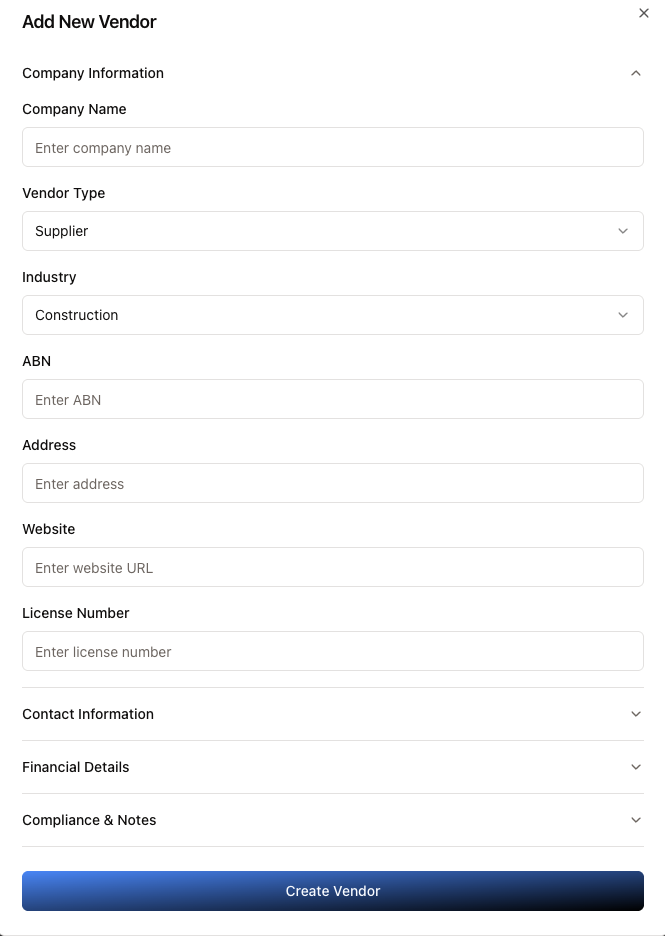 Add New Vendor
Company Information
Company Name
Enter company name
Vendor Type
Supplier
Industry
Construction
ABN
Enter ABN
Address
Enter address
Website
Enter website URL
License Number
Enter license number
Contact Information
Financial Details
Compliance & Notes
Create Vendor